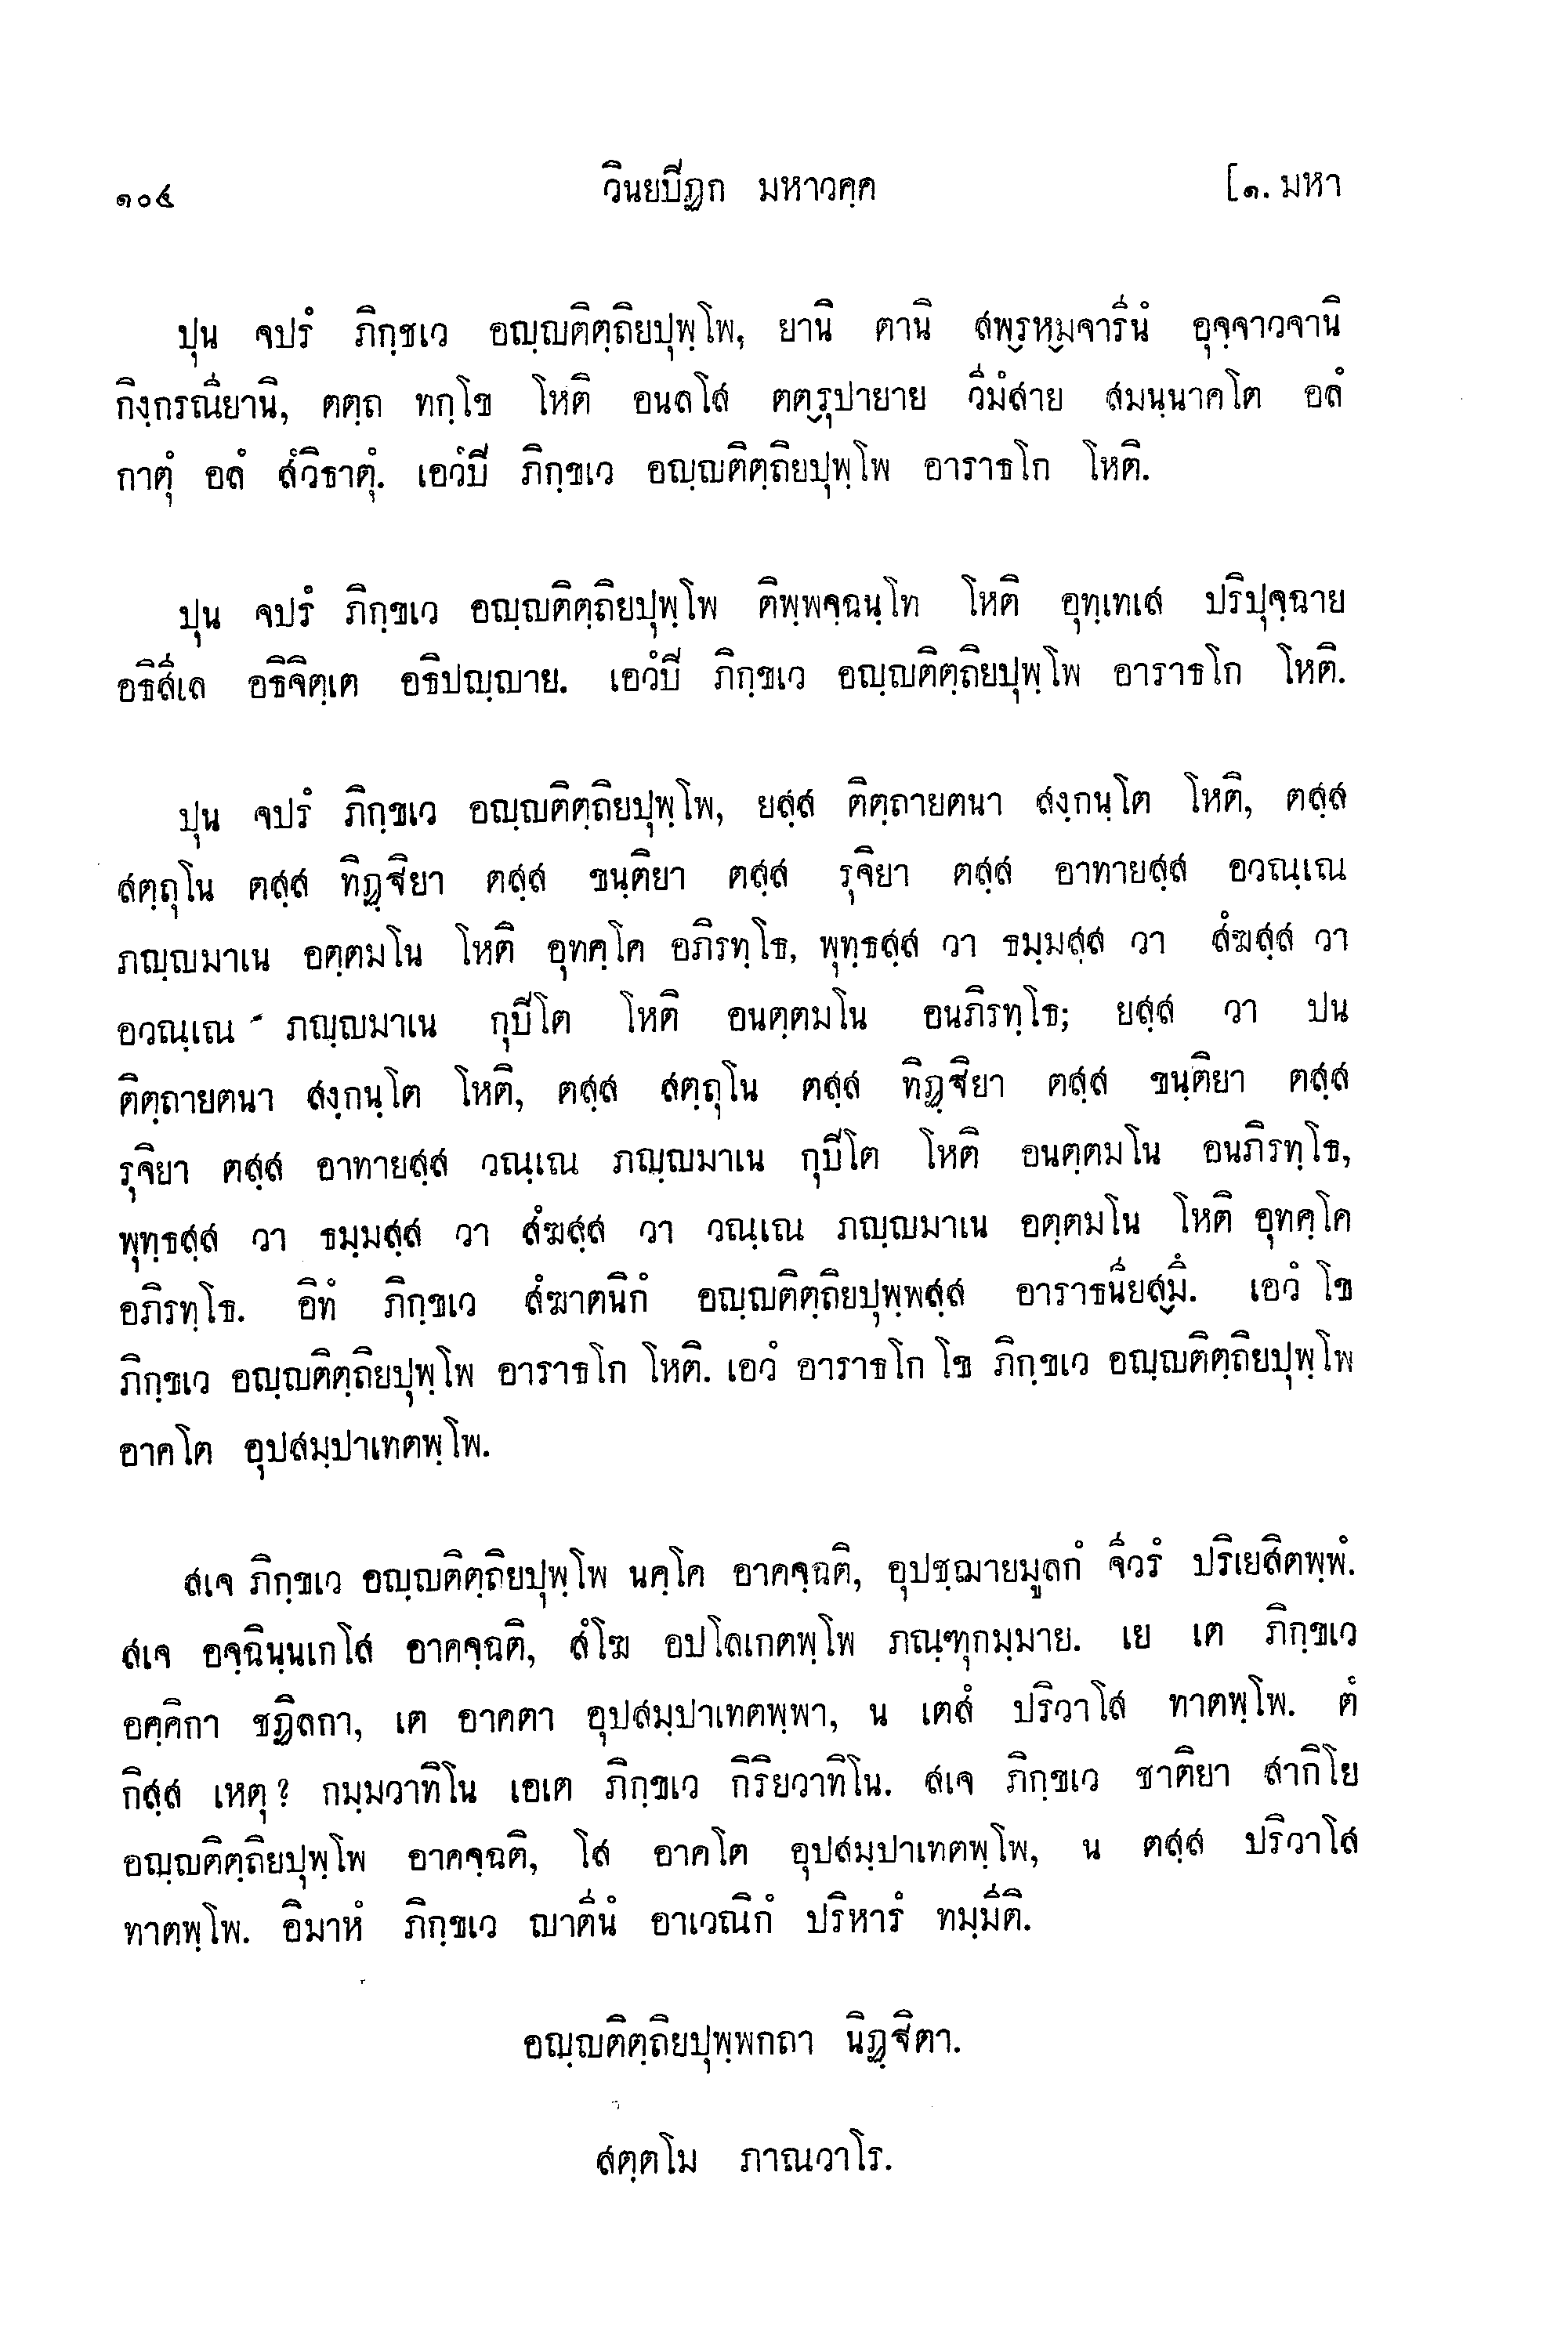 ๑๐๔ วินยปิฏก มหาวคฺค [๑. มหา
ปุน จปรํ ภิกฺขเว อญฺญติตฺถิยปุพฺโพ, ยานิ ตานิ สพฺรหฺมจารีนํ อุจฺจาวจานิ
กิงฺกรณียานิ, ตตฺถ ทกฺโข โหติ อนลโส ตตฺรุปายาย วีมํสาย สมนฺนาคโต อลํ
กาตุํ อลํ สํวิธาตุํ. เอวํปิ ภิกฺขเว อญฺญติตฺถิยปุพฺโพ อาราธโก โหติ.
ปุน จปรํ ภิกฺขเว อญฺญติตฺถิยปุพฺโพ ติพฺพจฺฉนฺโท โหติ อุทฺเทเส ปริปุจฺฉาย
อธิสีเล อธิจิตฺเต อธิปญฺญาย. เอวํปิ ภิกฺขเว อญฺญติตฺถิยปุพฺโพ อาราธโก โหติ.
ปุน จปรํ ภิกฺขเว อญฺญติตฺถิยปุพฺโพ, ยสฺส ติตฺถายตนา สงฺกนฺโต โหติ, ตสฺส
สตฺถุโน ตสฺส ทิฏฺฐิยา ตสฺส ขนฺติยา ตสฺส รุจิยา ตสฺส อาทายสฺส อวณฺเณ
ภญฺญมาเน อตฺตมโน โหติ อุทคฺโค อภิรทฺโธ, พุทฺธสฺส วา ธมฺมสฺส วา สํฆสฺส วา
อวณฺเณ ภญฺญมาเน กุปิโต โหติ อนตฺตมโน อนภิรทฺโธ; ยสฺส วา ปน
ติตฺถายตนา สงฺกนฺโต โหติ, ตสฺส สตฺถุโน ตสฺส ทิฏฺฐิยา ตสฺส ขนฺติยา ตสฺส
รุจิยา ตสฺส อาทายสฺส วณฺเณ ภญฺญมาเน กุปิโต โหติ อนตฺตมโน อนภิรทฺโธ,
พุทฺธสฺส วา ธมฺมสฺส วา สํฆสฺส วา วณฺเณ ภญฺญมาเน อตฺตมโน โหติ อุทคฺโค
อภิรทฺโธ. อิทํ ภิกฺขเว สํฆาตนิกํ อญฺญติตฺถิยปุพฺพสฺส อาราธนียสฺมึ. เอวํ โข
ภิกฺขเว อญฺญติตฺถิยปุพฺโพ อาราธโก โหติ. เอวํ อาราธโก โข ภิกฺขเว อญฺญติตฺถิยปุพฺโพ
อาคโต อุปสมฺปาเทตพฺโพ.
สเจ ภิกฺขเว อญฺญติตฺถิยปุพฺโพ นคฺโค อาคจฺฉติ, อุปชฺฌายมูลกํ จีวรํ ปริเยสิตพฺพํ.
สเจ อจฺฉินฺนเกโส อาคจฺฉติ, สํโฆ อปโลเกตพฺโพ ภณฺฑุกมฺมาย. เย เต ภิกฺขเว
อคฺคิกา ชฏิลกา, เต อาคตา อุปสมฺปาเทตพฺพา, น เตสํ ปริวาโส ทาตพฺโพ. ตํ
กิสฺส เหตุ? กมฺมวาทิโน เอเต ภิกฺขเว กิริยวาทิโน. สเจ ภิกฺขเว ชาติยา สากิโย
อญฺญติตฺถิยปุพฺโพ อาคจฺฉติ, โส อาคโต อุปสมฺปาเทตพฺโพ, น ตสฺส ปริวาโส
ทาตพฺโพ. อิมาหํ ภิกฺขเว ญาตีนํ อาเวณิกํ ปริหารํ ทมฺมีติ.
อญฺญติตฺถิยปุพฺพกถา นิฏฺฐิตา.
สตฺตโม ภาณวาโร.